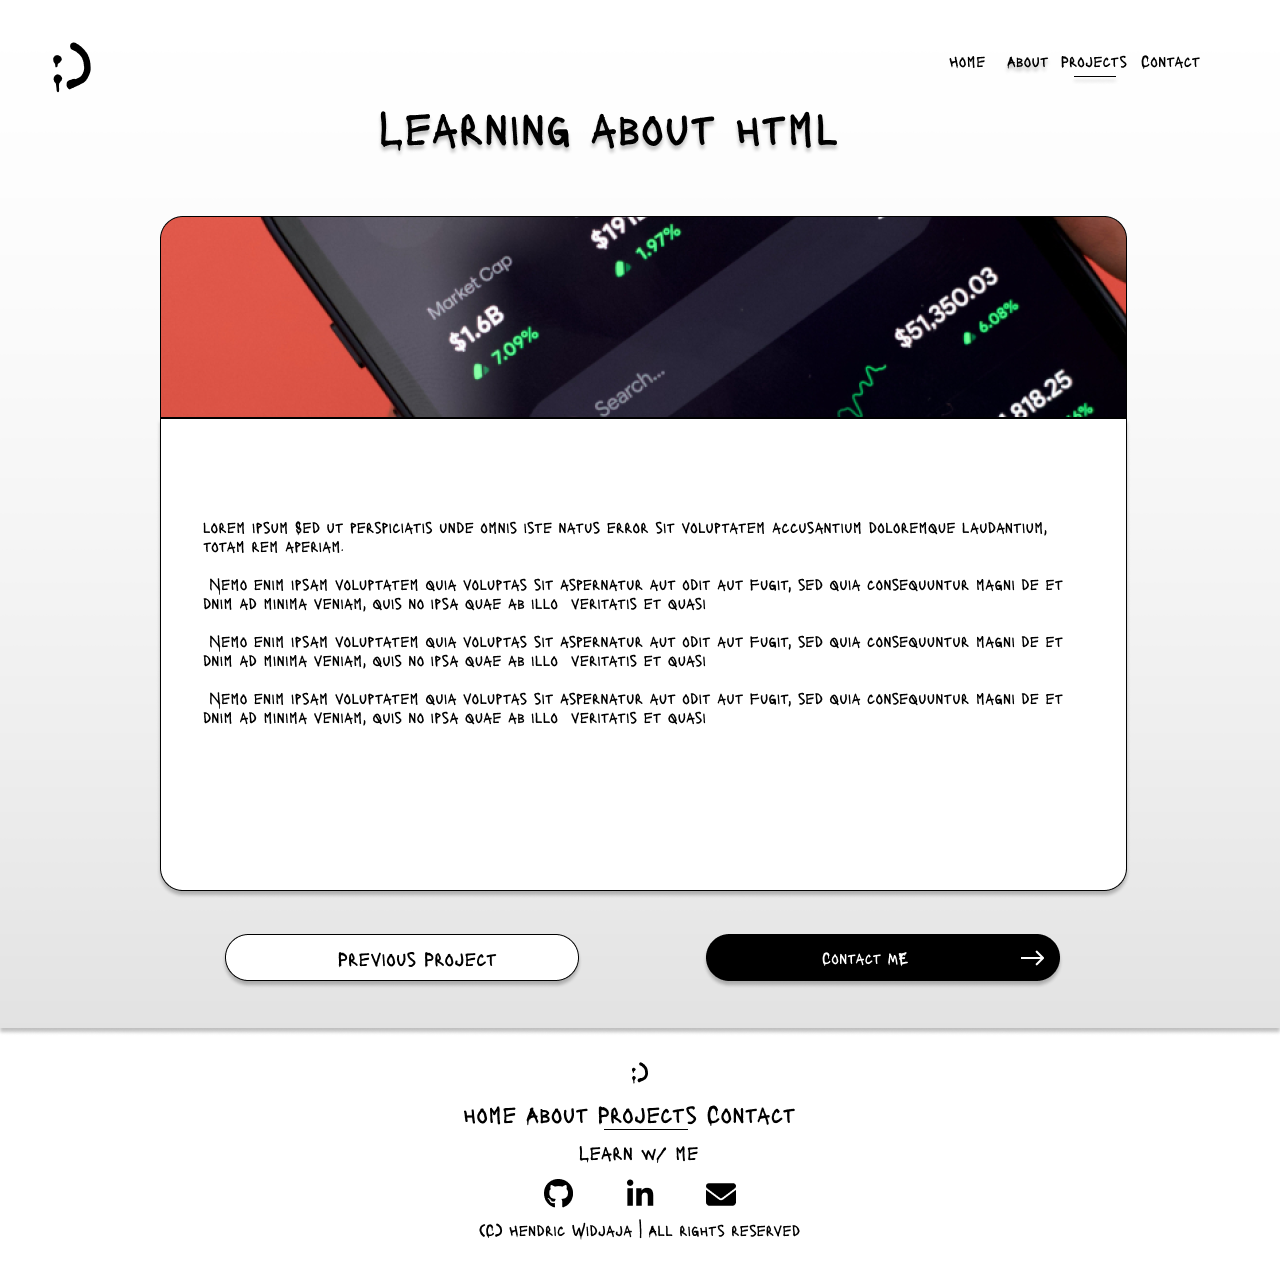 Home About Projects Contact
Learning about HTML
$191
1.97%
Market Cap
$1.6B
7.09%
Search...
$51,350.03
6.08%
818.25
6%
Lorem ipsum Sed ut perspiciatis unde omnis iste natus error sit voluptatem accusantium doloremque laudantium,
totam rem aperiam.
Nemo enim ipsam voluptatem quia voluptas sit aspernatur aut odit aut fugit, sed quia consequuntur magni de et
dnim ad minima veniam, quis no ipsa quae ab illo veritatis et quasi
Nemo enim ipsam voluptatem quia voluptas sit aspernatur aut odit aut fugit, sed quia consequuntur magni de et
dnim ad minima veniam, quis no ipsa quae ab illo veritatis et quasi
Nemo enim ipsam voluptatem quia voluptas sit aspernatur aut odit aut fugit, sed quia consequuntur magni de et
dnim ad minima veniam, quis no ipsa quae ab illo veritatis et quasi
Previous Project
Contact me
Home About Projects Contact
Learn w/ me
(C) Hendric Widjaja | all rights reserved